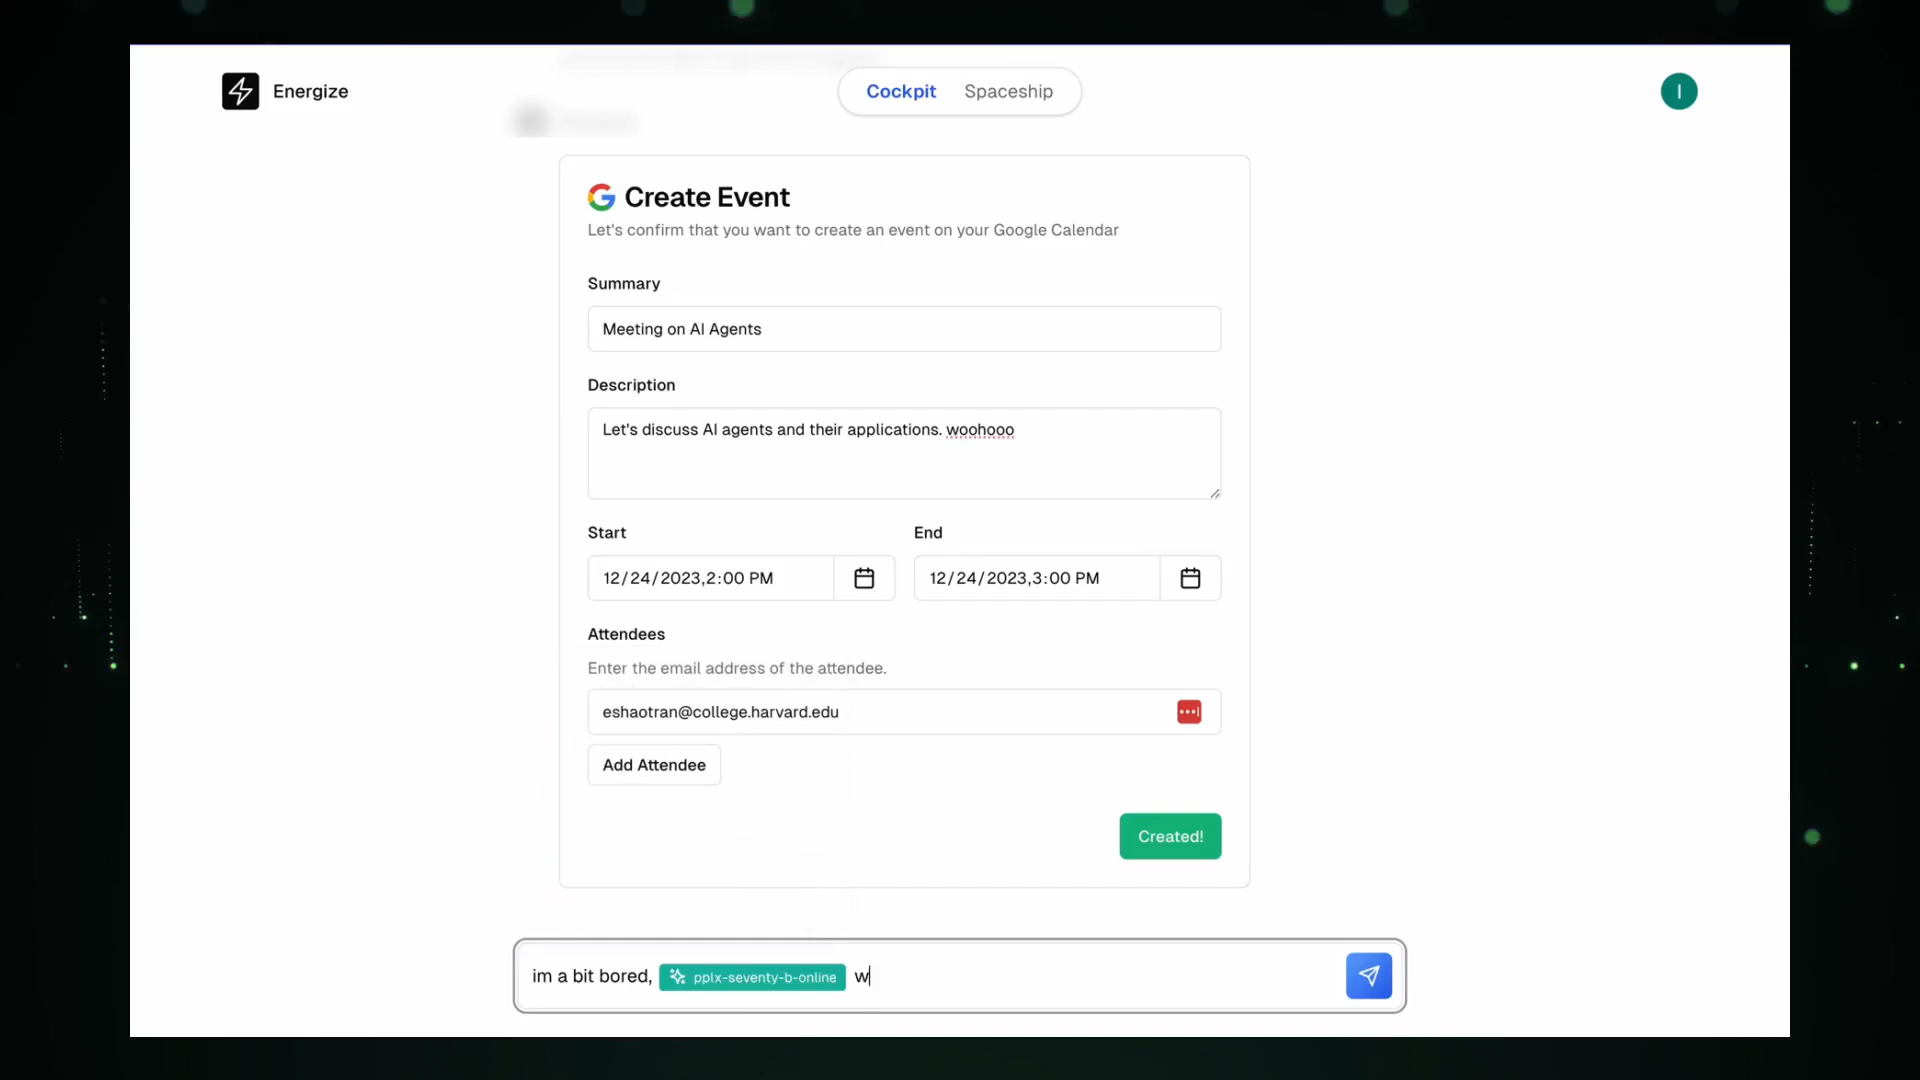 Energize
Cockpit Spaceship
I
Create Event
Let's confirm that you want to create an event on your Google Calendar
Summary
Meeting on AI Agents
Description
Let's discuss AI agents and their applications. woohooo
Start End
12/24/2023,2:00 PM 12/24/2023,3:00 PM
Attendees
Enter the email address of the attendee.
eshaotran@college.harvard.edu
Add Attendee
Created!
im a bit bored, pplx-seventy-b-online w